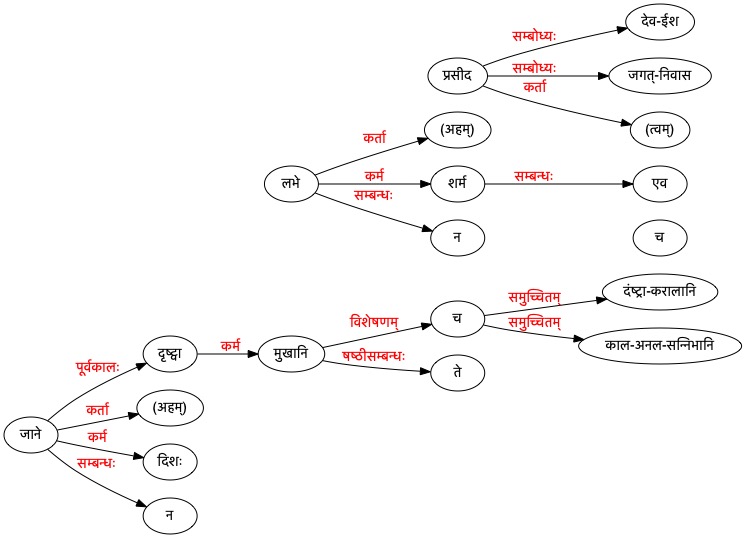 देव-ईश
सम्बोध्यः
प्रसीद
सम्बोध्यः
जगत्-निवास
कर्ता
(त्वम्)
(अहम्)
कर्ता
लभे
कर्म
शर्म
सम्बन्धः
एव
सम्बन्धः
न
च
दंष्ट्रा-करालानि
समुच्चितम्
च
विशेषणम्
समुच्चितम्
काल-अनल-सन्निभानि
दृष्ट्वा
कर्म
मुखानि
षष्ठीसम्बन्धः
ते
पूर्वकालः
(अहम्)
कर्ता
जाने
कर्म
दिशः
सम्बन्धः
न